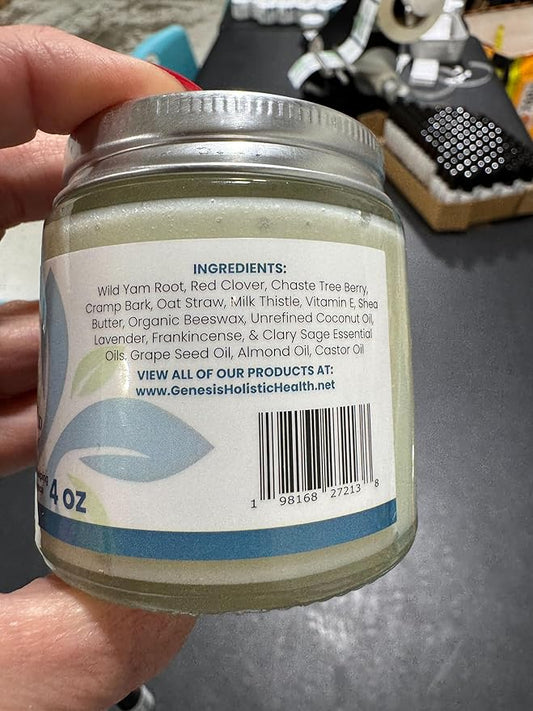 INGREDIENTS:
Wild Yam Root, Red Clover, Chaste Tree Berry,
Cramp Bark, Oat Straw, Milk Thistle, Vitamin E, Shea
Butter, Organic Beeswax, Unrefined Coconut Oil,
Lavender, Frankincense, & Clary Sage Essential
Oils. Grape Seed Oil, Almond Oil, Castor Oil
VIEW ALL OF OUR PRODUCTS AT:
www.GenesisHolisticHealth.net
4 oz
1 98168 27213 8